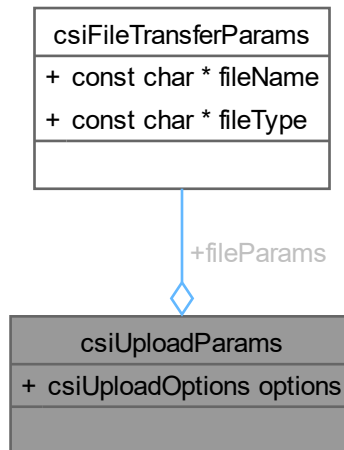 csiFileTransferParams
+ const char * fileName
+ const char * fileType
+fileParams
csiUploadParams
+ csiUploadOptions options